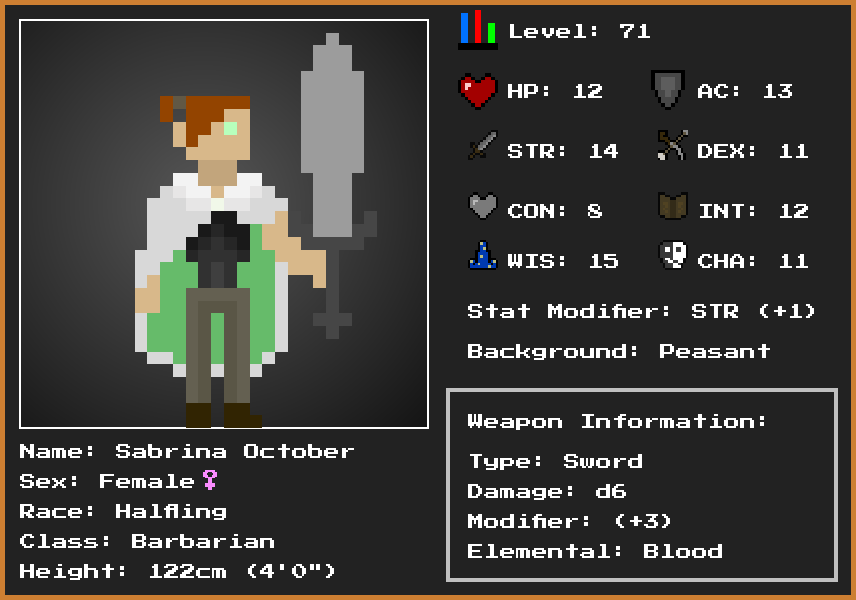 Level: 71
HP: 12
AC: 13
STR: 14
DEX: 11
CON: 8
INT: 12
WIS: 15
CHA: 11
Stat Modifier: STR (+1)
Background: Peasant
Weapon Information:
Type: Sword
Damage: d6
Modifier: (+3)
Elemental: Blood
Name: Sabrina October
Sex: Female♀
Race: Halfling
Class: Barbarian
Height: 122cm (4'0")